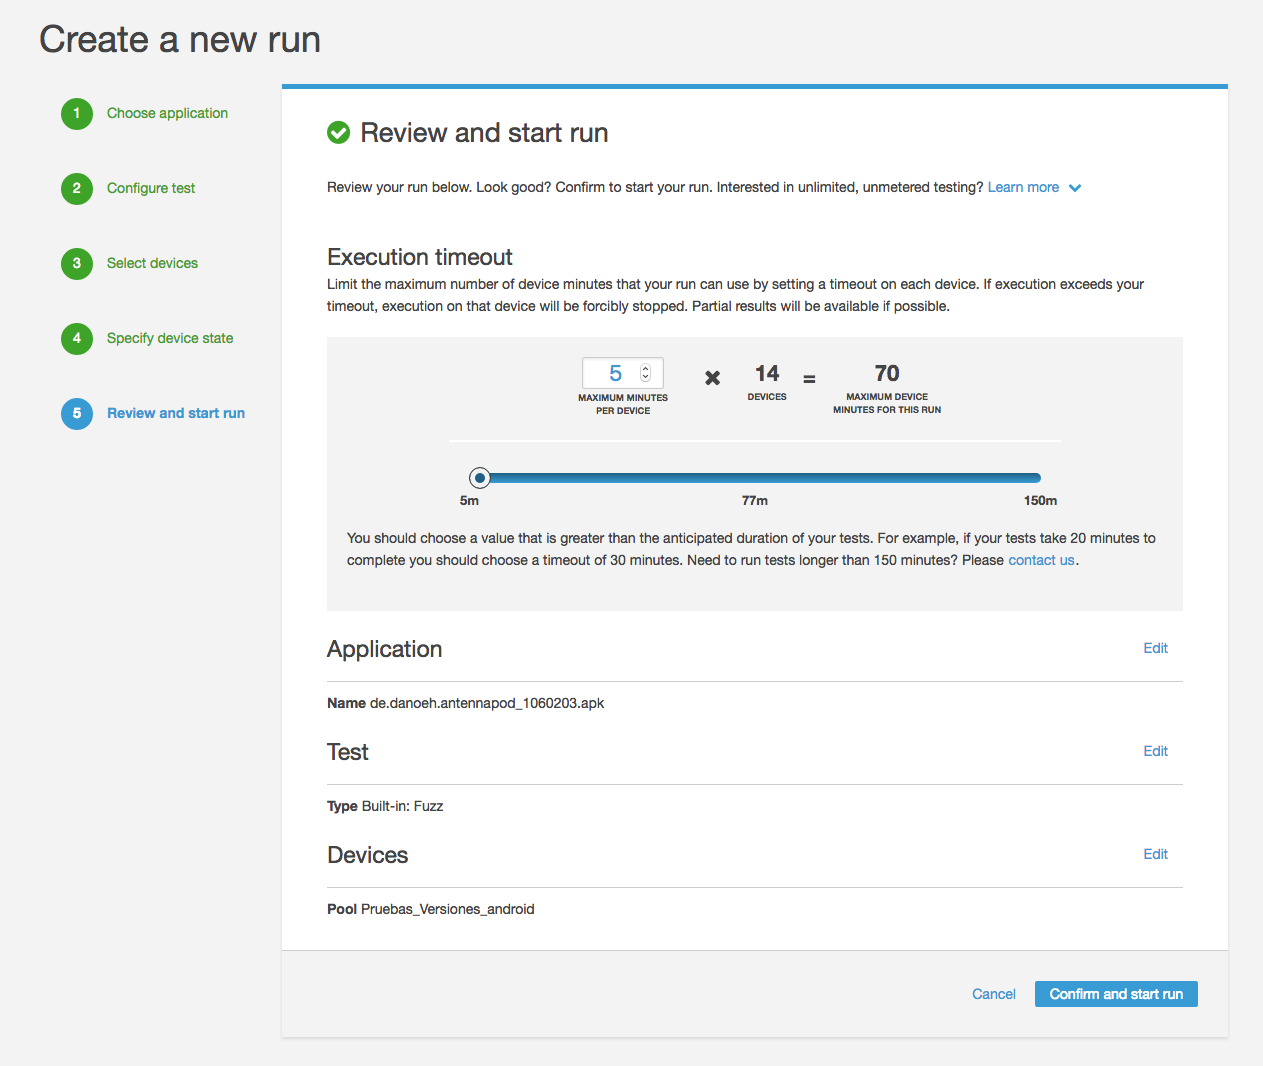 Create a new run
1 Choose application
2 Configure test
3 Select devices
4 Specify device state
5 Review and start run
Review and start run
Review your run below. Look good? Confirm to start your run. Interested in unlimited, unmetered testing? Learn more
Execution timeout
Limit the maximum number of device minutes that your run can use by setting a timeout on each device. If execution exceeds your
timeout, execution on that device will be forcibly stopped. Partial results will be available if possible.
5 × 14 = 70
MAXIMUM MINUTES
PER DEVICE
DEVICES
MAXIMUM DEVICE
MINUTES FOR THIS RUN
5m 77m 150m
You should choose a value that is greater than the anticipated duration of your tests. For example, if your tests take 20 minutes to
complete you should choose a timeout of 30 minutes. Need to run tests longer than 150 minutes? Please contact us.
Application Edit
Name de.danoeh.antennapod_1060203.apk
Test Edit
Type Built-in: Fuzz
Devices Edit
Pool Pruebas_Versiones_android
Cancel Confirm and start run